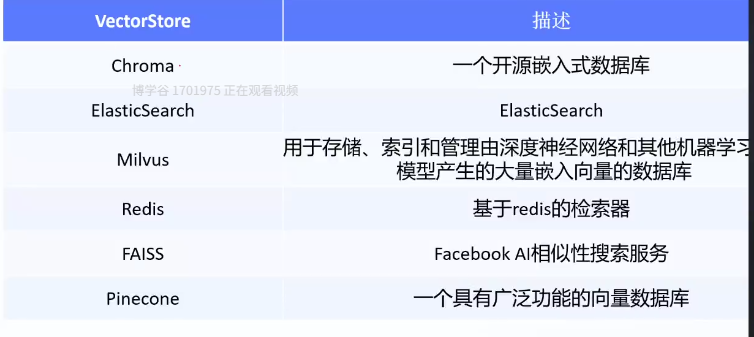 VectorStore 描述
Chroma 一个开源嵌入式数据库
博学谷 1701975 正在观看视频
ElasticSearch ElasticSearch
Milvus 用于存储、索引和管理由深度神经网络和其他机器学习
模型产生的大量嵌入向量的数据库
Redis 基于redis的检索器
FAISS Facebook AI相似性搜索服务
Pinecone 一个具有广泛功能的向量数据库